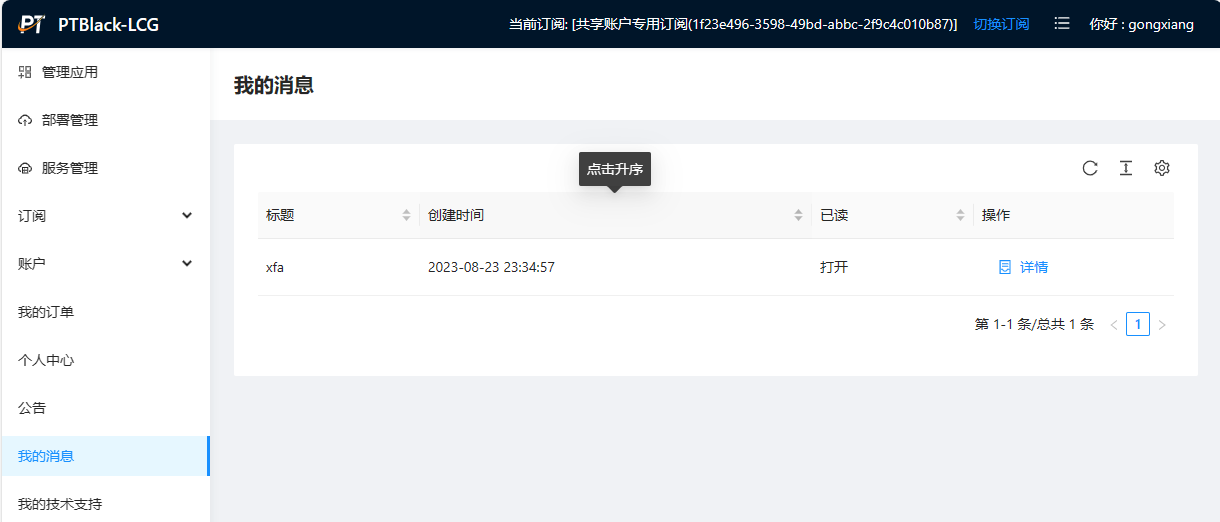 PT PTBlack-LCG 当前订阅: [共享账户专用订阅(1f23e496-3598-49bd-abbc-2f9c4c010b87)] 切换订阅 你好 : gongxiang
管理应用
部署管理
服务管理
订阅
账户
我的订单
个人中心
公告
我的消息
我的技术支持
我的消息
点击升序
标题 创建时间 已读 操作
xfa 2023-08-23 23:34:57 打开 详情
第 1-1 条/总共 1 条 1